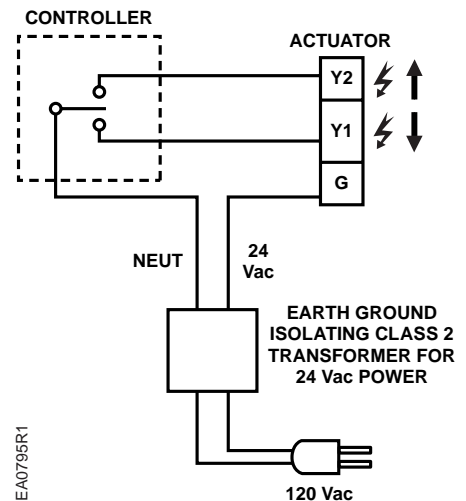 CONTROLLER
ACTUATOR
Y2
Y1
G
NEUT
24
Vac
EARTH GROUND
ISOLATING CLASS 2
TRANSFORMER FOR
24 Vac POWER
120 Vac
EA0795R1